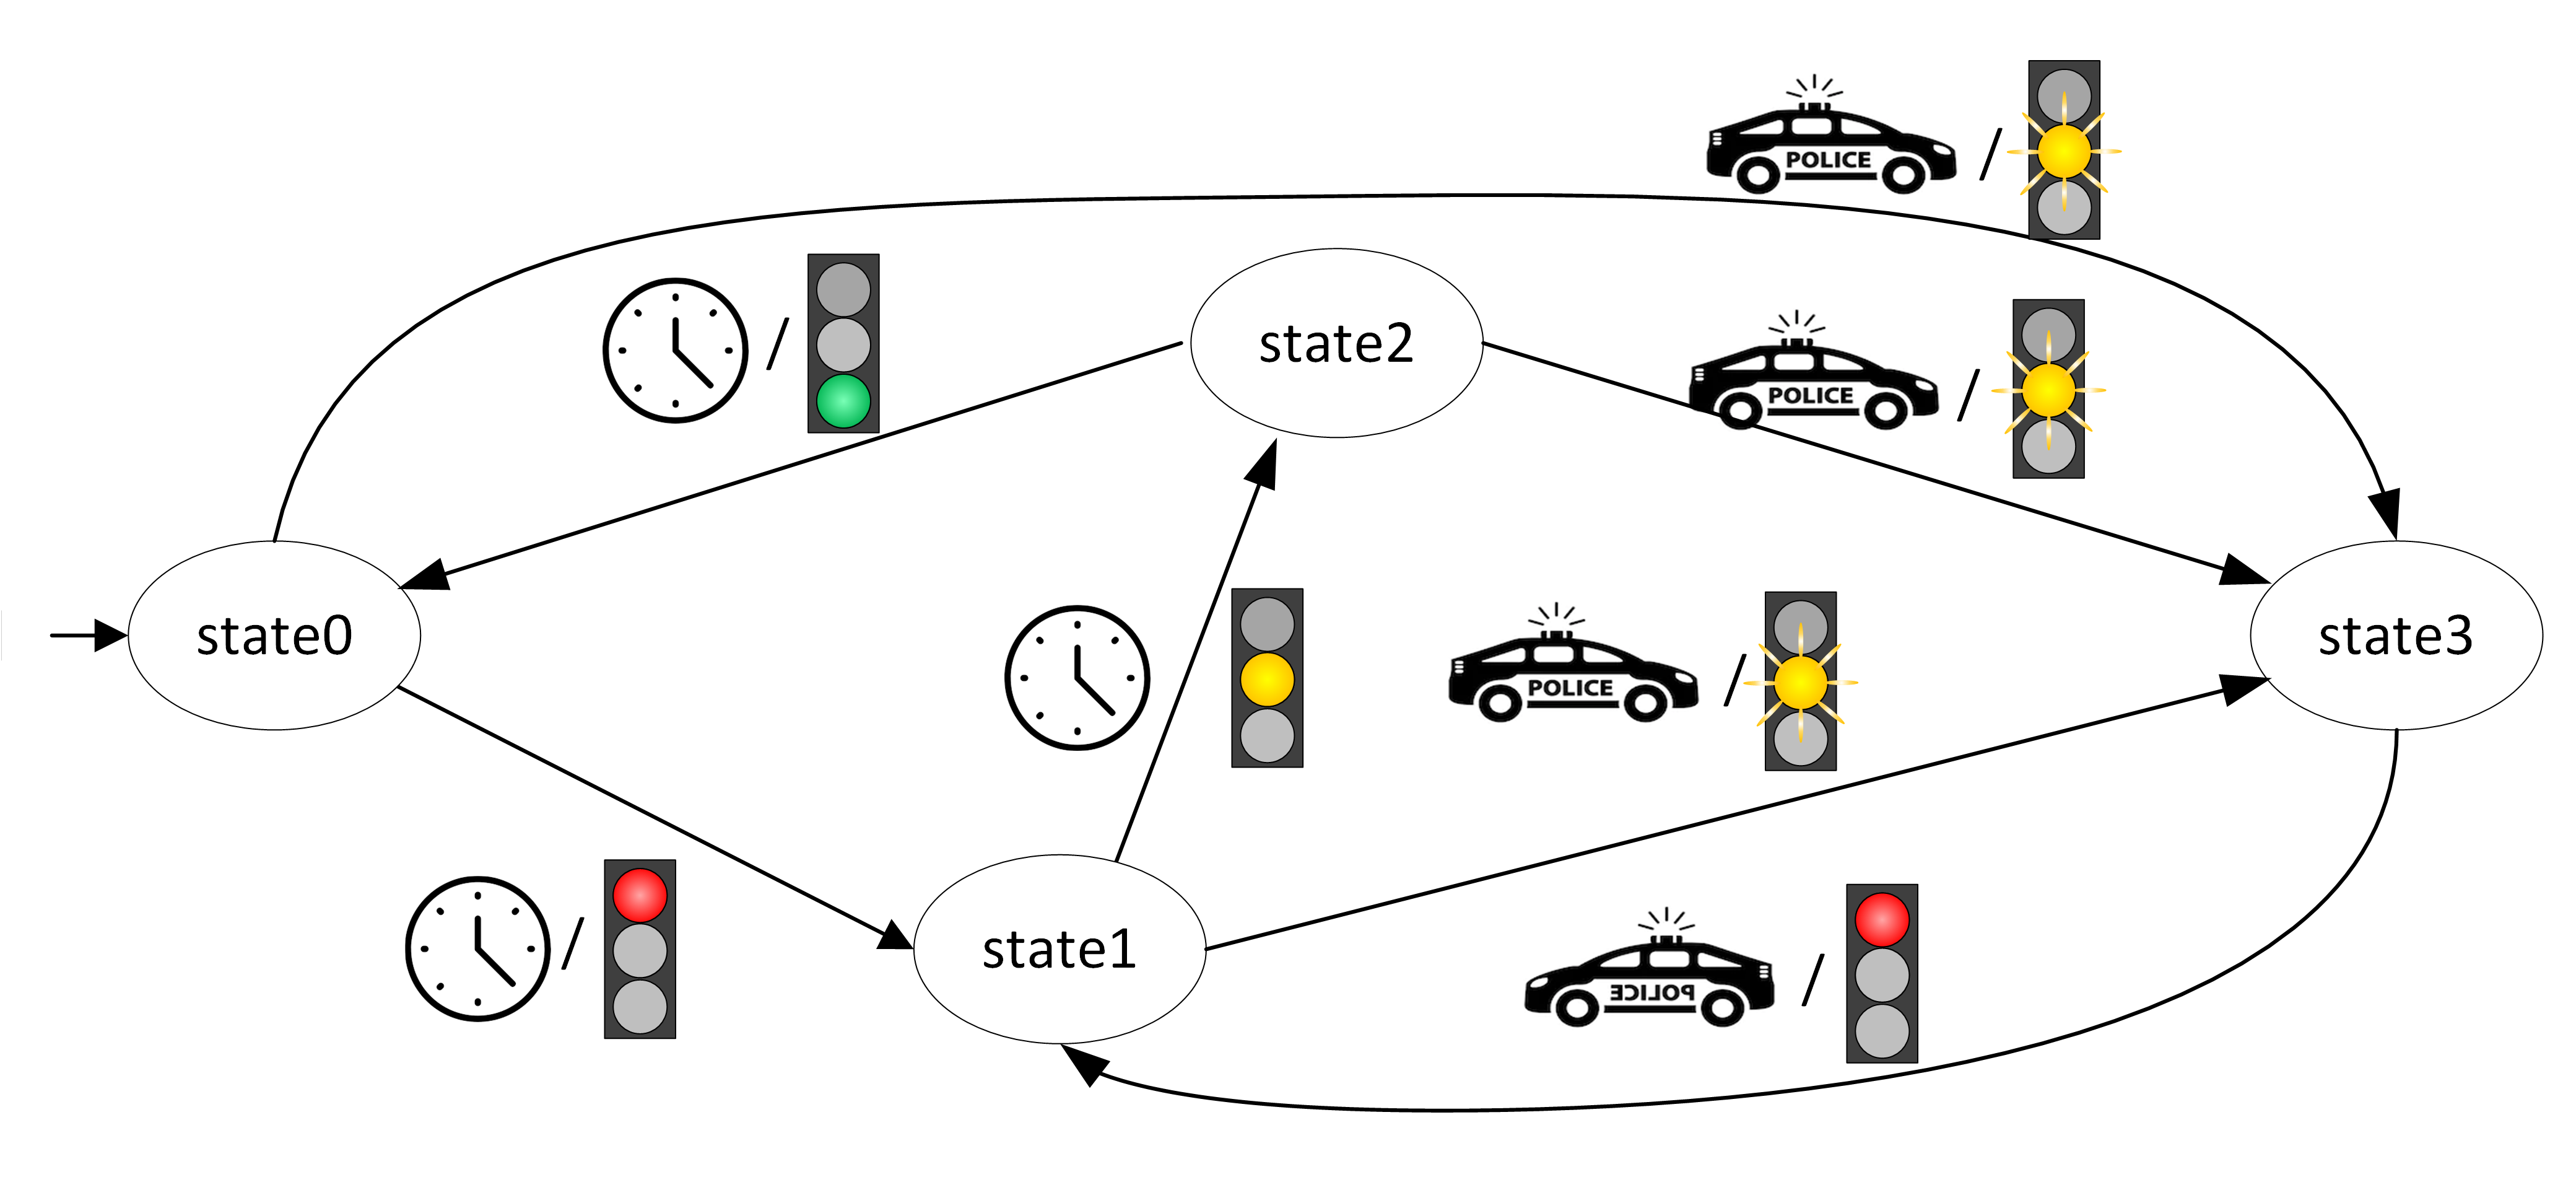 POLICE /
/
state2
POLICE /
state0
POLICE /
state3
/
state1
POLICE /